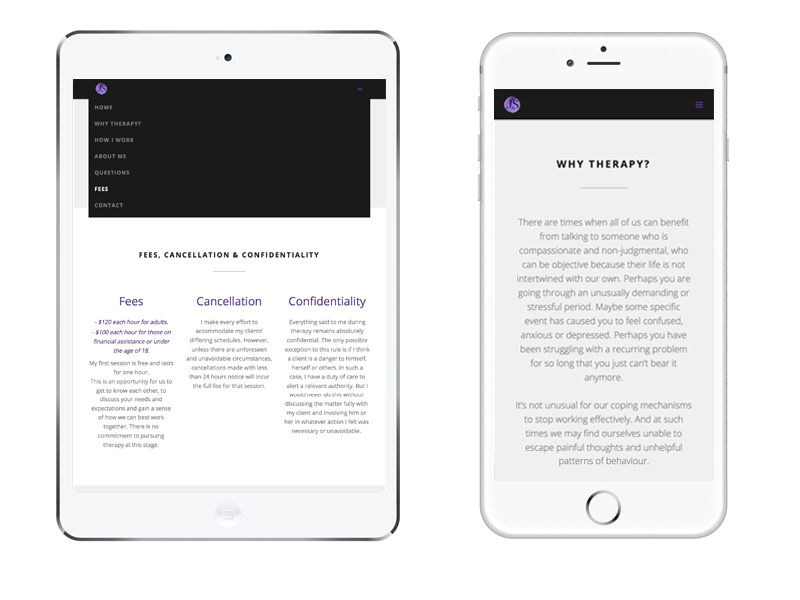 JS
HOME
WHY THERAPY?
HOW I WORK
ABOUT ME
QUESTIONS
FEES
CONTACT
FEES, CANCELLATION & CONFIDENTIALITY
Fees
- $120 each hour for adults.
- $100 each hour for those on
financial assistance or under
the age of 18.
My first session is free and lasts
for one hour.
This is an opportunity for us to
get to know each other, to
discuss your needs and
expectations and gain a sense
of how we can best work
together. There is no
commitment to pursuing
therapy at this stage.
Cancellation
I make every effort to
accommodate my clients'
differing schedules. However,
unless there are unforeseen
and unavoidable circumstances,
cancellations made with less
than 24 hours notice will incur
the full fee for that session.
Confidentiality
Everything said to me during
therapy remains absolutely
confidential. The only possible
exception to this rule is if I think
a client is a danger to himself,
herself or others. In such a
case, I have a duty of care to
alert a relevant authority. But I
would never do this without
discussing the matter fully with
my client and involving him or
her in whatever action I felt was
necessary or unavoidable.
JS
WHY THERAPY?
There are times when all of us can benefit
from talking to someone who is
compassionate and non-judgmental, who
can be objective because their life is not
intertwined with our own. Perhaps you are
going through an unusually demanding or
stressful period. Maybe some specific
event has caused you to feel confused,
anxious or depressed. Perhaps you have
been struggling with a recurring problem
for so long that you just can't bear it
anymore.
It's not unusual for our coping mechanisms
to stop working effectively. And at such
times we may find ourselves unable to
escape painful thoughts and unhelpful
patterns of behaviour.